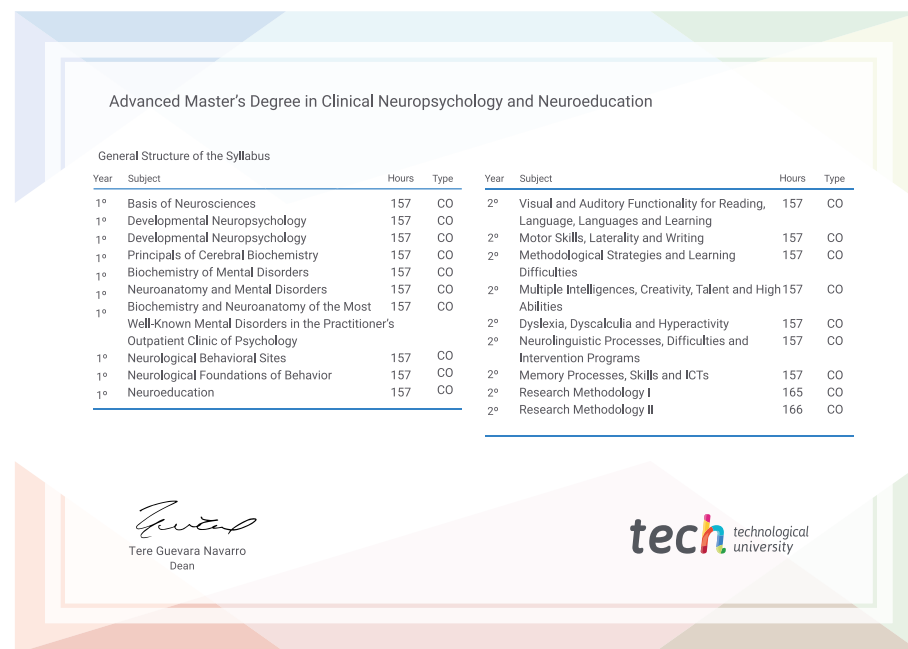 Advanced Master's Degree in Clinical Neuropsychology and Neuroeducation
General Structure of the Syllabus
Year Subject Hours Type
1º Basis of Neurosciences 157 CO
1º Developmental Neuropsychology 157 CO
1º Developmental Neuropsychology 157 CO
1º Principals of Cerebral Biochemistry 157 CO
1º Biochemistry of Mental Disorders 157 CO
1º Neuroanatomy and Mental Disorders 157 CO
1º Biochemistry and Neuroanatomy of the Most 157 CO
Well-Known Mental Disorders in the Practitioner's
Outpatient Clinic of Psychology
1º Neurological Behavioral Sites 157 CO
1º Neurological Foundations of Behavior 157 CO
1º Neuroeducation 157 CO
Year Subject Hours Type
2º Visual and Auditory Functionality for Reading, 157 CO
Language, Languages and Learning
2º Motor Skills, Laterality and Writing 157 CO
2º Methodological Strategies and Learning 157 CO
Difficulties
2º Multiple Intelligences, Creativity, Talent and High 157 CO
Abilities
2º Dyslexia, Dyscalculia and Hyperactivity 157 CO
2º Neurolinguistic Processes, Difficulties and 157 CO
Intervention Programs
2º Memory Processes, Skills and ICTs 157 CO
2º Research Methodology I 165 CO
2º Research Methodology II 166 CO
Tere Guevara Navarro
Dean
tech technological
university